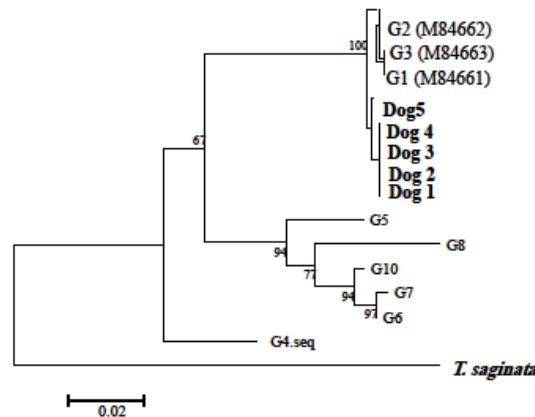 G2 (M84662)
100
G3 (M84663)
G1 (M84661)
Dog5
Dog 4
67
Dog 3
Dog 2
Dog 1
G5
94
G8
77
G10
94
G7
97
G6
G4.seq
T. saginata
0.02